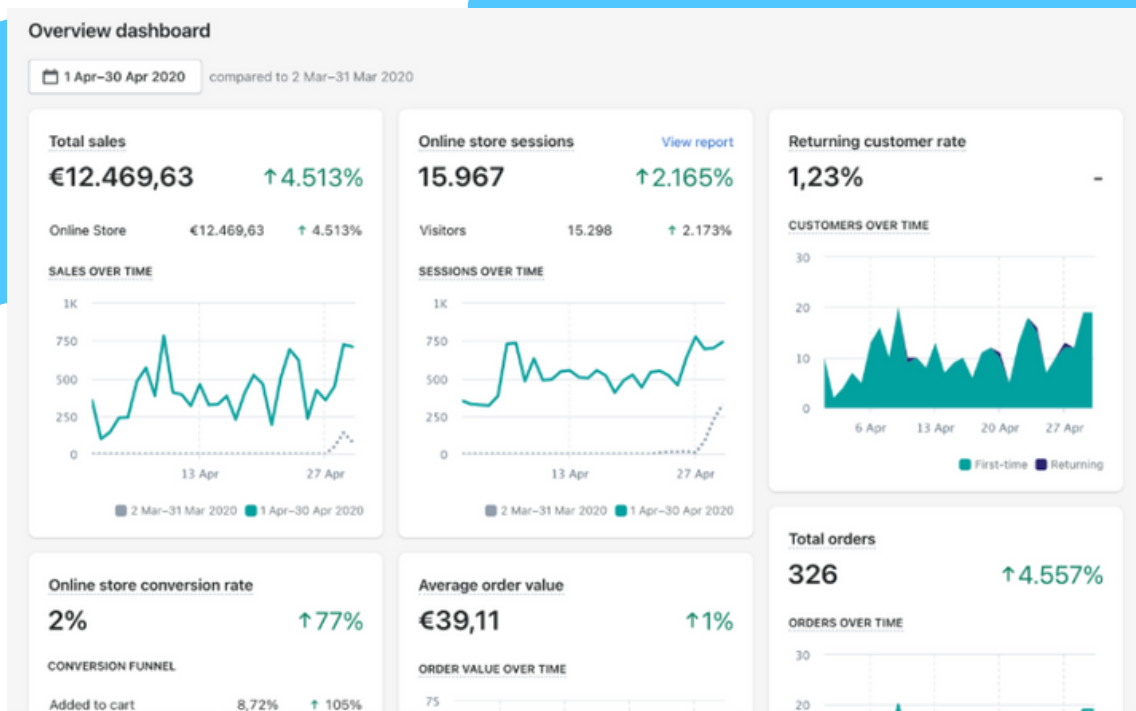 Overview dashboard
1 Apr–30 Apr 2020 compared to 2 Mar–31 Mar 2020
Total sales
€12.469,63 ↑4.513%
Online Store €12.469,63 ↑ 4.513%
SALES OVER TIME
1K
750
500
250
0
13 Apr 27 Apr
2 Mar–31 Mar 2020 1 Apr–30 Apr 2020
Online store sessions View report
15.967 ↑2.165%
Visitors 15.298 ↑ 2.173%
SESSIONS OVER TIME
1K
750
500
250
0
13 Apr 27 Apr
2 Mar–31 Mar 2020 1 Apr–30 Apr 2020
Returning customer rate
1,23% -
CUSTOMERS OVER TIME
30
20
10
0
6 Apr 13 Apr 20 Apr 27 Apr
First-time Returning
Online store conversion rate
2% ↑77%
CONVERSION FUNNEL
Added to cart 8,72% ↑ 105%
Average order value
€39,11 ↑1%
ORDER VALUE OVER TIME
75
Total orders
326 ↑4.557%
ORDERS OVER TIME
30
20